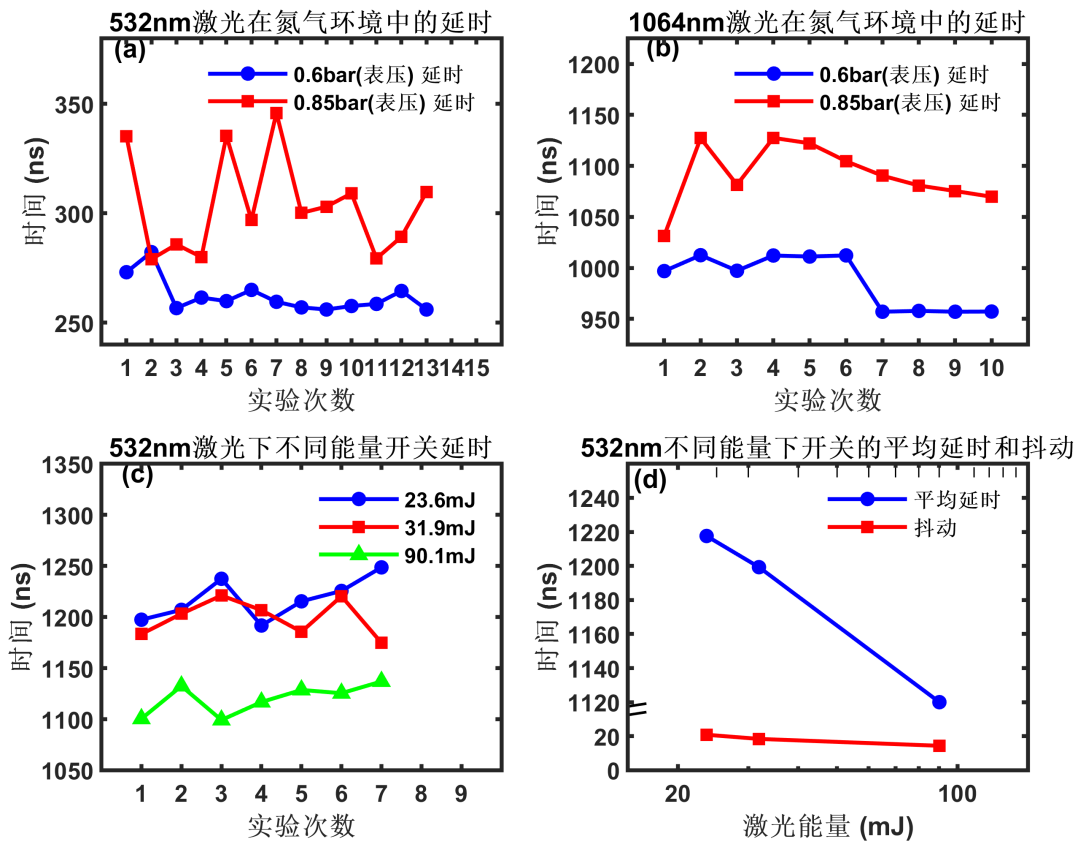 532nm激光在氮气环境中的延时
(a)
0.6bar(表压) 延时
0.85bar(表压) 延时
350
300
250
时间 (ns)
1 2 3 4 5 6 7 8 9 10 11 12 13 14 15
实验次数
1064nm激光在氮气环境中的延时
(b)
0.6bar(表压) 延时
0.85bar(表压) 延时
1200
1150
1100
1050
1000
950
时间 (ns)
1 2 3 4 5 6 7 8 9 10
实验次数
532nm激光下不同能量开关延时
(c)
23.6mJ
31.9mJ
90.1mJ
1350
1300
1250
1200
1150
1100
1050
时间 (ns)
1 2 3 4 5 6 7 8 9
实验次数
532nm不同能量下开关的平均延时和抖动
(d)
平均延时
抖动
1240
1220
1200
1180
1160
1140
1120
20
0
时间 (ns)
20 100
激光能量 (mJ)